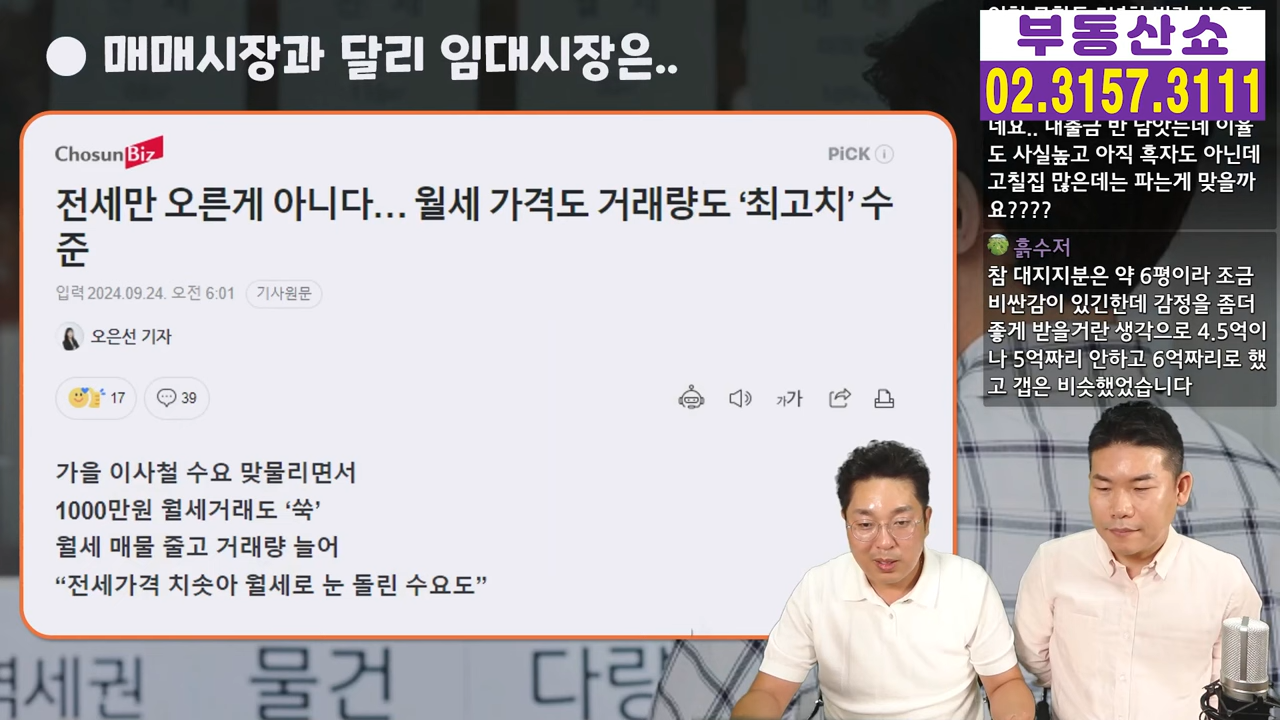 ● 매매시장과 달리 임대시장은..
부동산쇼
02.3157.3111
ChosunBiz
PiCK i
전세만 오른게 아니다… 월세 가격도 거래량도 ‘최고치’ 수
준
입력 2024.09.24. 오전 6:01 기사원문
오은선 기자
17 39
가가
가을 이사철 수요 맞물리면서
1000만원 월세거래도 ‘쑥’
월세 매물 줄고 거래량 늘어
“전세가격 치솟아 월세로 눈 돌린 수요도”
네요.. 대출금 반 남앗는데 이율
도 사실높고 아직 흑자도 아닌데
고칠집 많은데는 파는게 맞을까
요????
흙수저
참 대지지분은 약 6평이라 조금
비싼감이 있긴한데 감정을 좀더
좋게 받을거란 생각으로 4.5억이
나 5억짜리 안하고 6억짜리로 했
고 갭은 비슷했었습니다
역세권 물건 다량